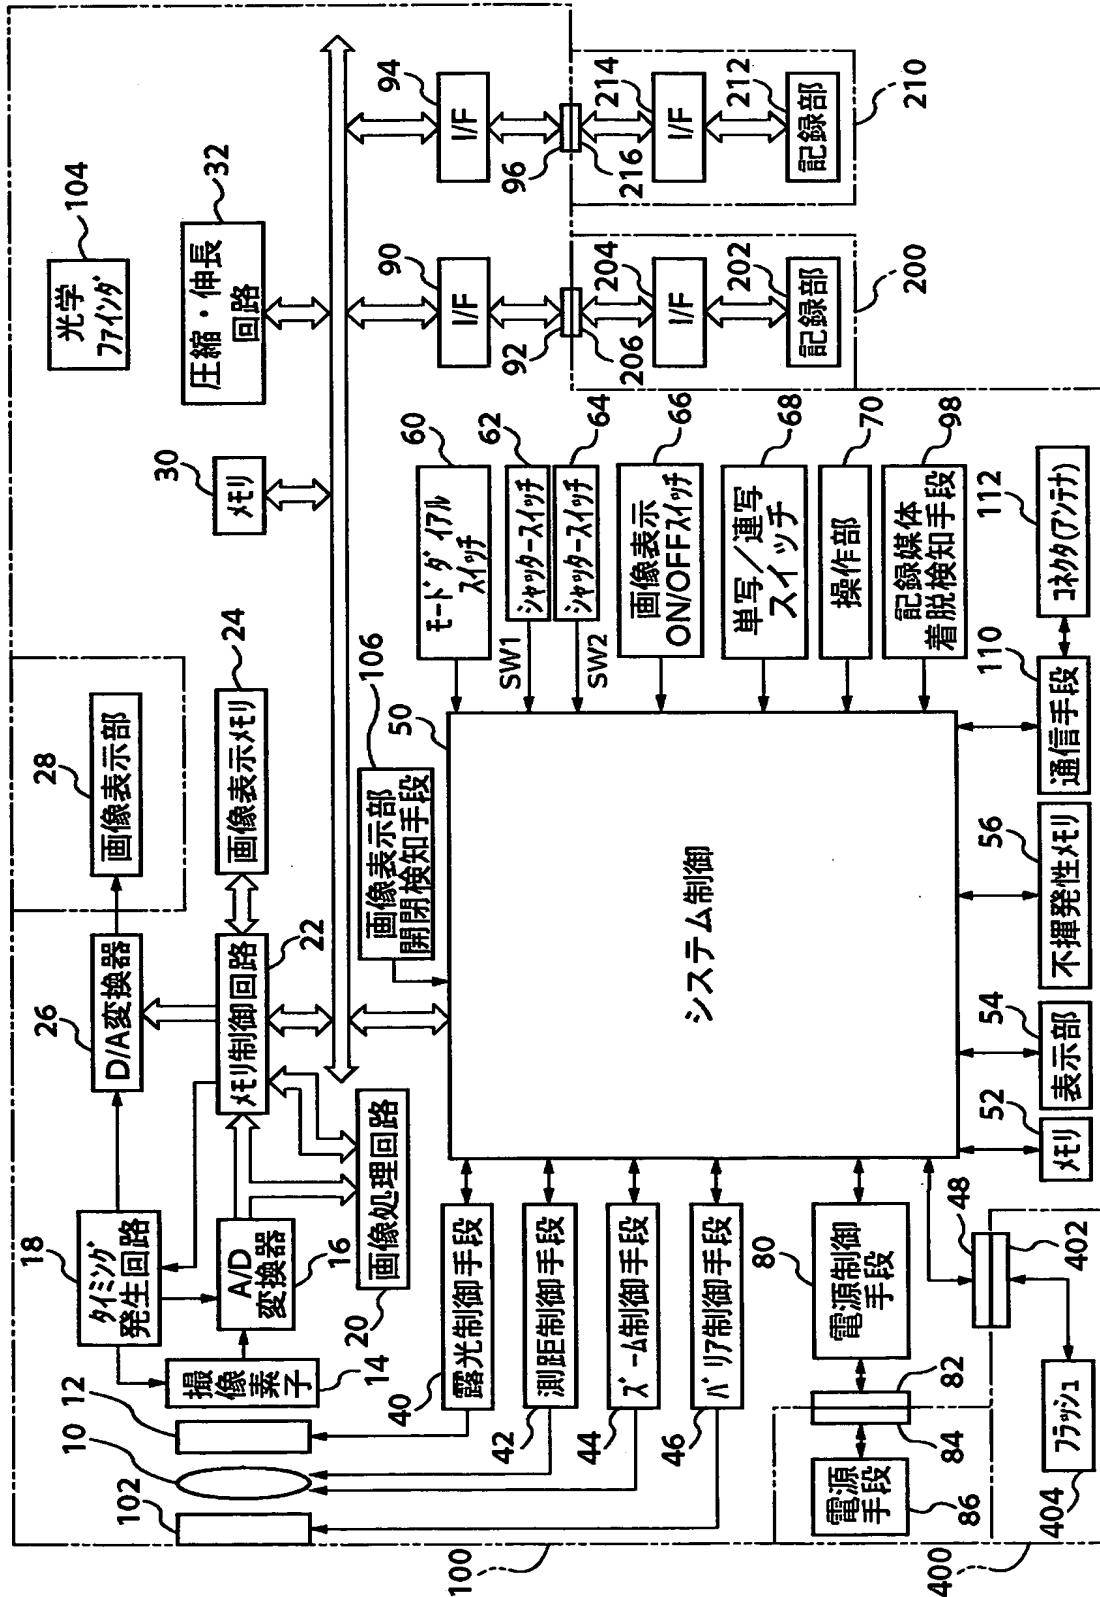 100
102
10
12
14
撮像素子
18
タイミング
発生回路
16
A/D
変換器
20
画像処理回路
26
D/A変換器
22
メモリ制御回路
28
画像表示部
24
画像表示メモリ
30
メモリ
32
圧縮・伸長
回路
104
光学
ファインダ
106
画像表示部
開閉検知手段
50
システム制御
40
露光制御手段
42
測距制御手段
44
ズーム制御手段
46
バリア制御手段
80
電源制御
手段
82
84
86
電源
手段
48
402
404
フラッシュ
400
52
メモリ
54
表示部
56
不揮発性メモリ
110
通信手段
112
コネクタ(アンテナ)
60
モードダイアル
スイッチ
62
シャッタースイッチ
SW1
64
シャッタースイッチ
SW2
66
画像表示
ON/OFFスイッチ
68
単写/連写
スイッチ
70
操作部
98
記録媒体
着脱検知手段
90
I/F
92
206
204
I/F
202
記録部
200
94
I/F
96
216
214
I/F
212
記録部
210